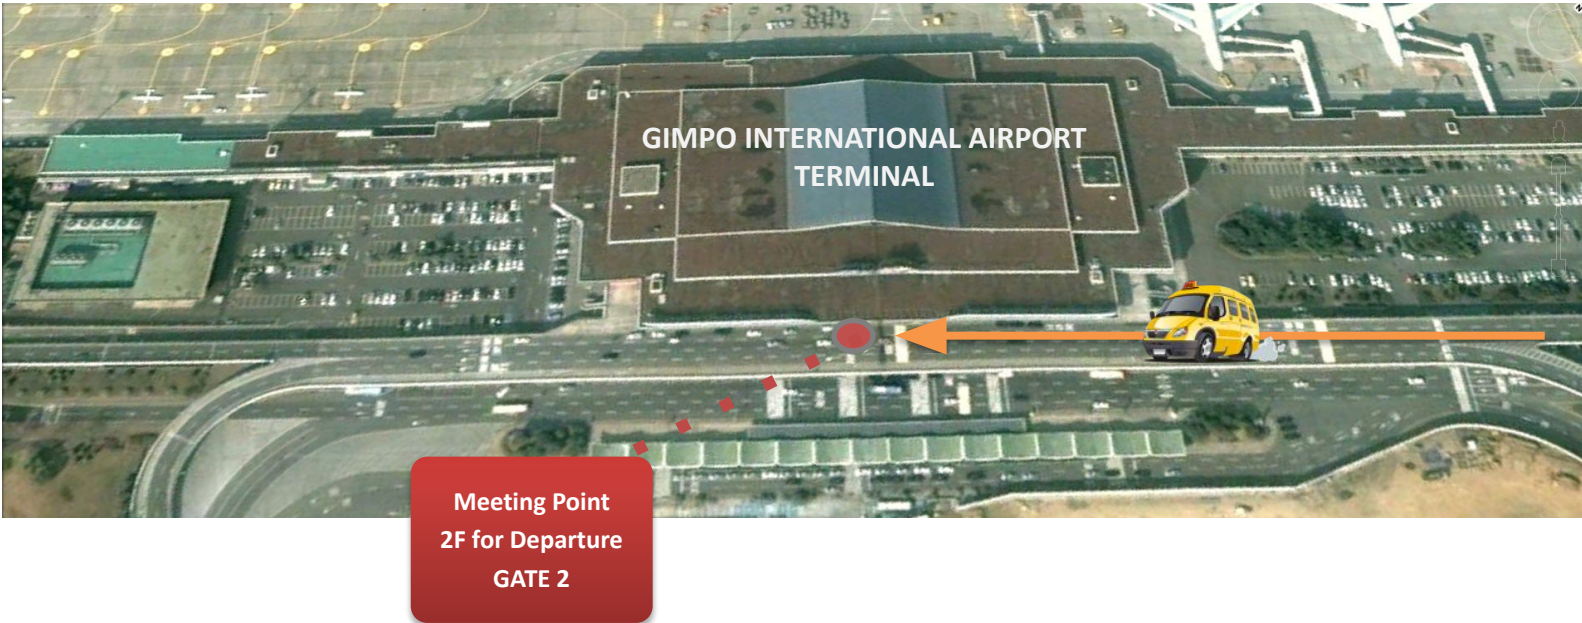 GIMPO INTERNATIONAL AIRPORT
TERMINAL
Meeting Point
2F for Departure
GATE 2